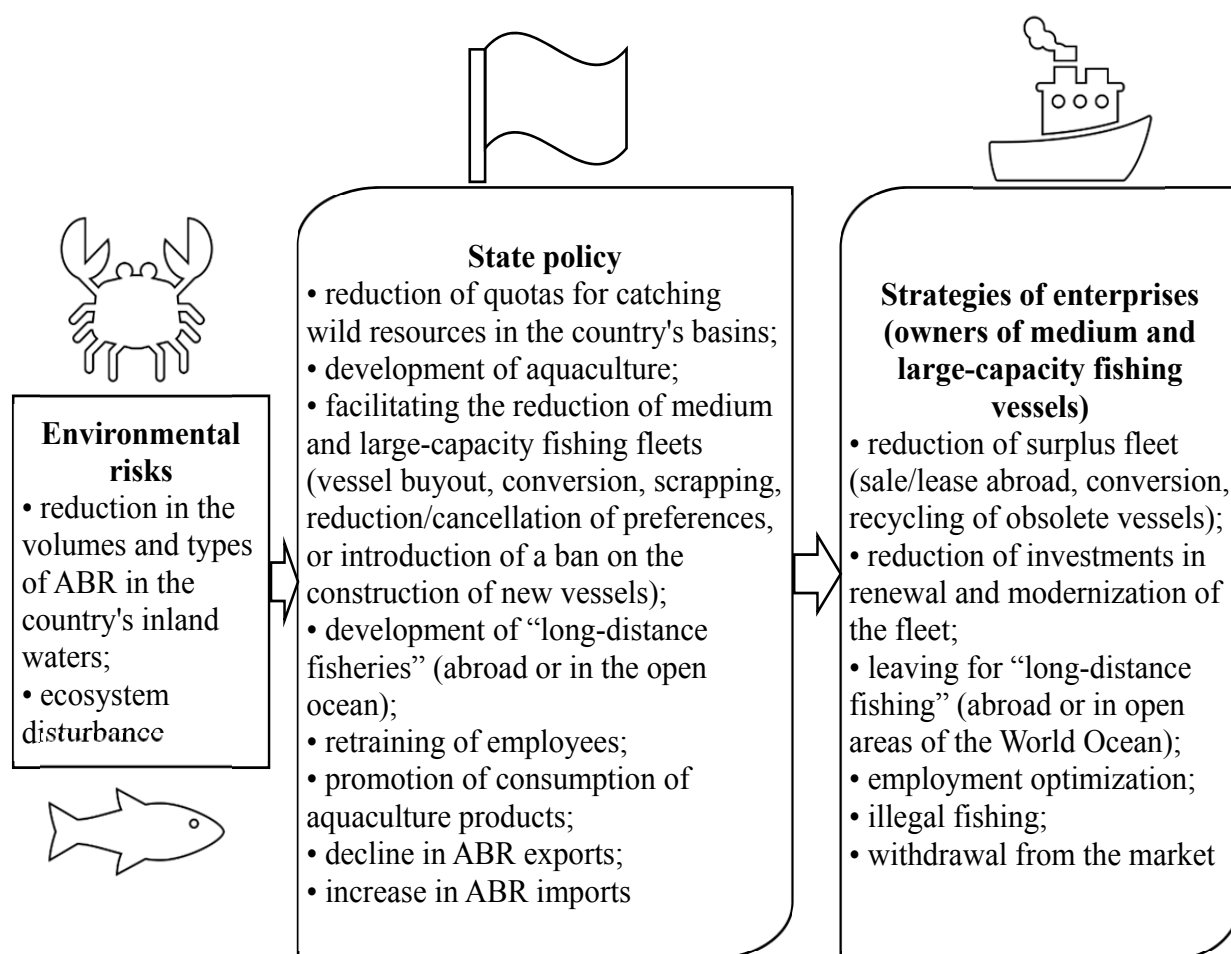 Environmental
risks
• reduction in the
volumes and types
of ABR in the
country's inland
waters;
• ecosystem
disturbance
State policy
• reduction of quotas for catching
wild resources in the country's basins;
• development of aquaculture;
• facilitating the reduction of medium
and large-capacity fishing fleets
(vessel buyout, conversion, scrapping,
reduction/cancellation of preferences,
or introduction of a ban on the
construction of new vessels);
• development of “long-distance
fisheries” (abroad or in the open
ocean);
• retraining of employees;
• promotion of consumption of
aquaculture products;
• decline in ABR exports;
• increase in ABR imports
Strategies of enterprises
(owners of medium and
large-capacity fishing
vessels)
• reduction of surplus fleet
(sale/lease abroad, conversion,
recycling of obsolete vessels);
• reduction of investments in
renewal and modernization of
the fleet;
• leaving for “long-distance
fishing” (abroad or in open
areas of the World Ocean);
• employment optimization;
• illegal fishing;
• withdrawal from the market